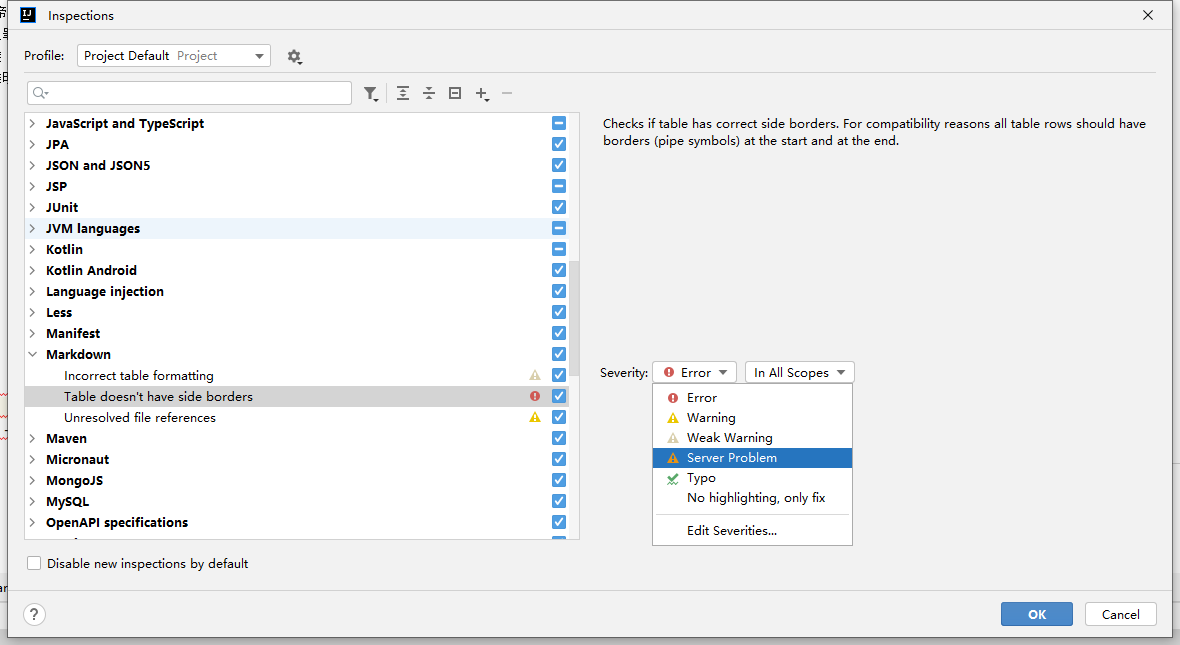 IJ Inspections
Profile: Project Default Project
JavaScript and TypeScript
JPA
JSON and JSON5
JSP
JUnit
JVM languages
Kotlin
Kotlin Android
Language injection
Less
Manifest
Markdown
Incorrect table formatting
Table doesn't have side borders
Unresolved file references
Maven
Micronaut
MongoJS
MySQL
OpenAPI specifications
Checks if table has correct side borders. For compatibility reasons all table rows should have
borders (pipe symbols) at the start and at the end.
Severity: Error In All Scopes
Error
Warning
Weak Warning
Server Problem
Typo
No highlighting, only fix
Edit Severities...
Disable new inspections by default
? OK Cancel